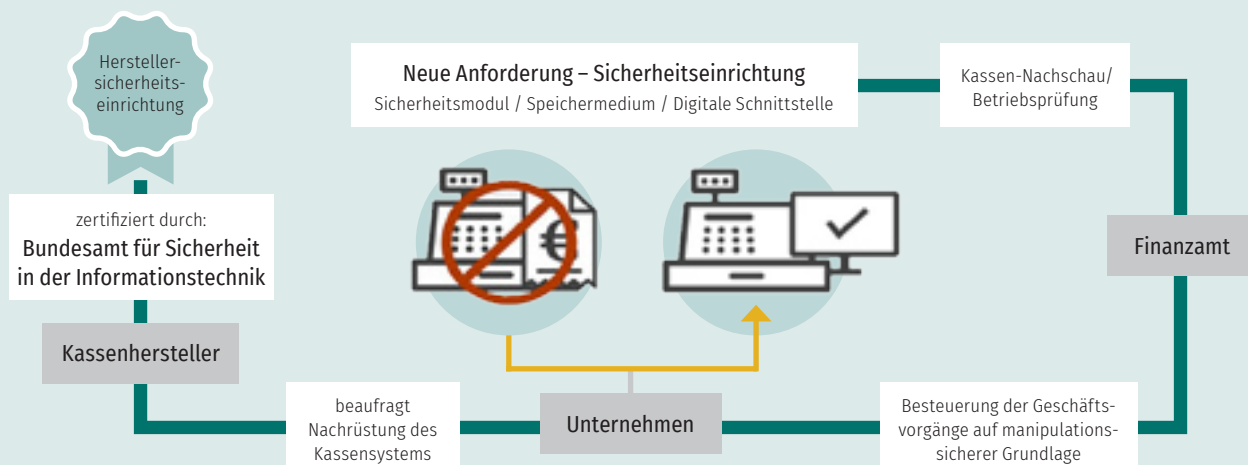 Hersteller-
sicherheits-
einrichtung
zertifiziert durch:
Bundesamt für Sicherheit
in der Informationstechnik
Kassenhersteller
Neue Anforderung – Sicherheitseinrichtung
Sicherheitsmodul / Speichermedium / Digitale Schnittstelle
Kassen-Nachschau/
Betriebsprüfung
€
Finanzamt
beaufragt
Nachrüstung des
Kassensystems
Unternehmen
Besteuerung der Geschäfts-
vorgänge auf manipulations-
sicherer Grundlage